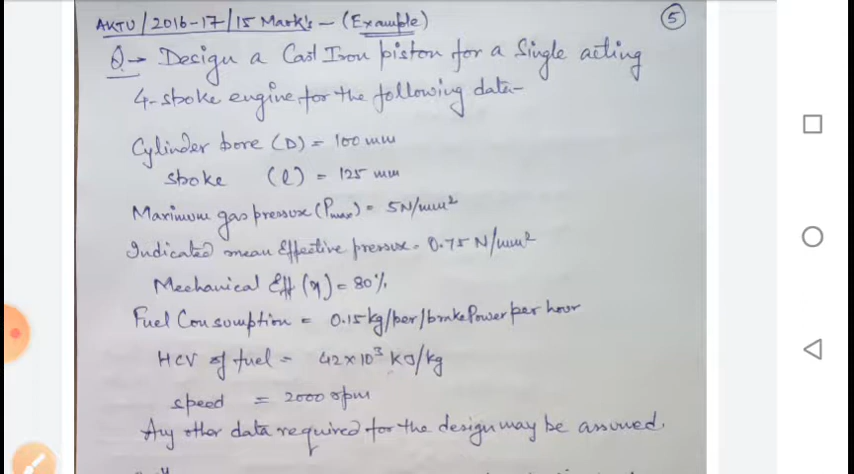 AKTU/2016-17/15 Mark's - (Example)
5
Q → Design a Cast Iron piston for a Single acting
4-stroke engine for the following data-
Cylinder bore (D) = 100 mm
stroke (l) = 125 mm
Maximum gas pressure (Pmax) = 5N/mm²
Indicated mean Effective pressure = 0.75 N/mm²
Mechanical Eff (η) = 80%
Fuel Consumption = 0.15 kg/per/brake Power per hour
HCV of fuel = 42×10³ KJ/kg
speed = 2000 rpm
Any other data required for the design may be assumed.